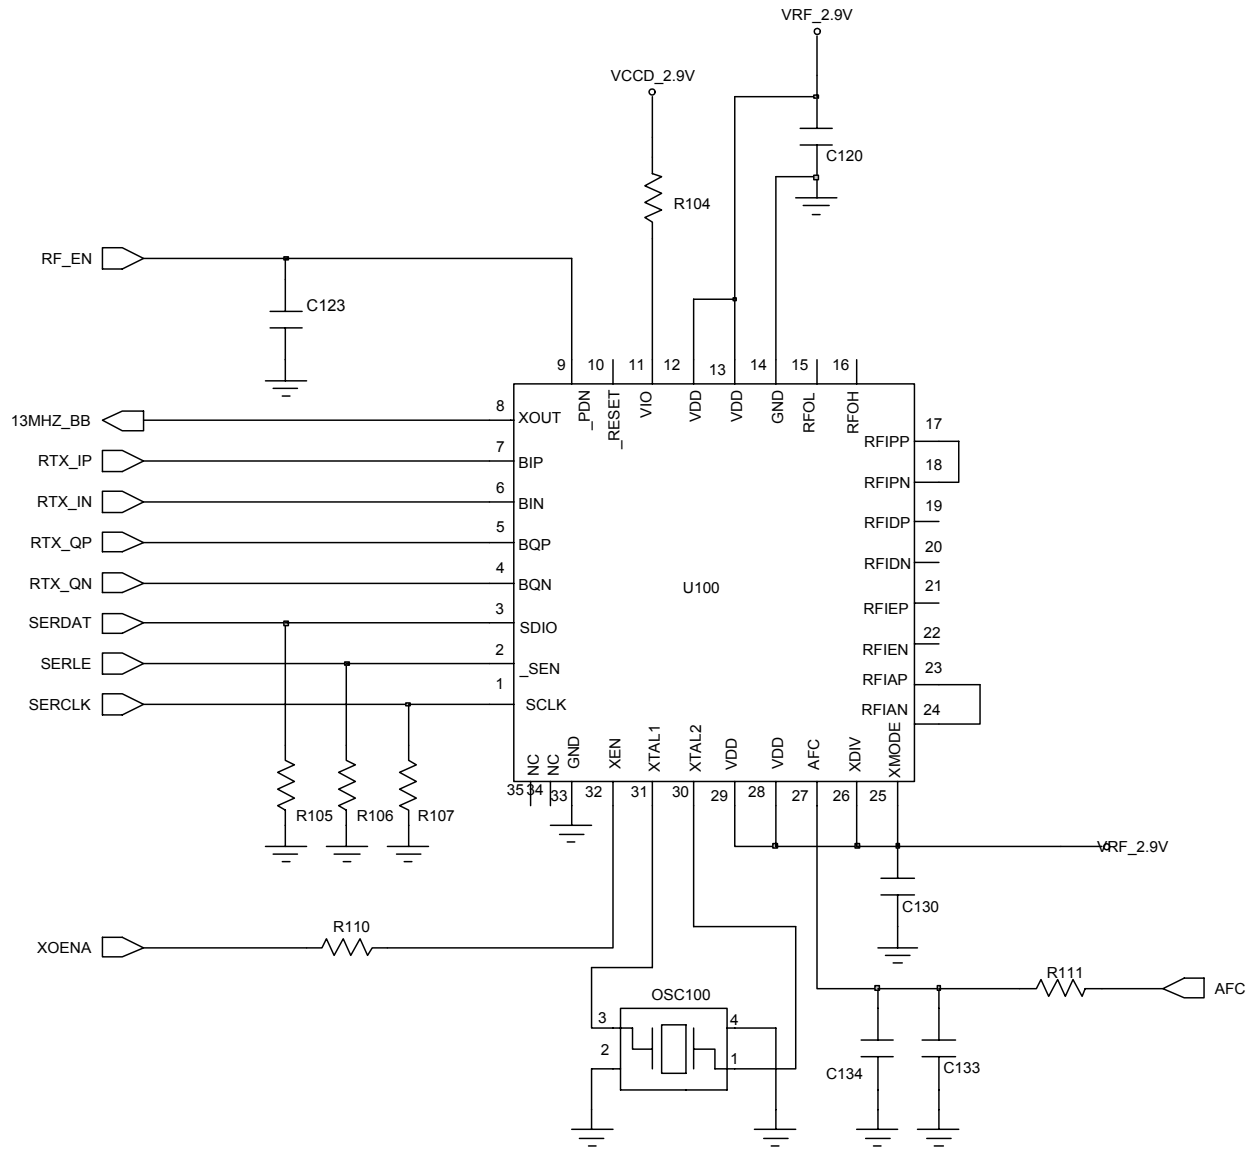 VRF_2.9V
VCCD_2.9V
C120
R104
RF_EN
C123
9
10
11
12
13
14
15
16
_PDN
_RESET
VIO
VDD
VDD
GND
RFOL
RFOH
13MHZ_BB
8
XOUT
RTX_IP
7
BIP
RTX_IN
6
BIN
RTX_QP
5
BQP
RTX_QN
4
BQN
SERDAT
3
SDIO
SERLE
2
_SEN
SERCLK
1
SCLK
U100
17
RFIPP
18
RFIPN
19
RFIDP
20
RFIDN
21
RFIEP
22
RFIEN
23
RFIAP
24
RFIAN
NC
NC
GND
XEN
XTAL1
XTAL2
VDD
VDD
AFC
XDIV
XMODE
35
34
33
32
31
30
29
28
27
26
25
R105
R106
R107
VRF_2.9V
C130
XOENA
R110
R111
AFC
OSC100
3
4
2
1
C134
C133